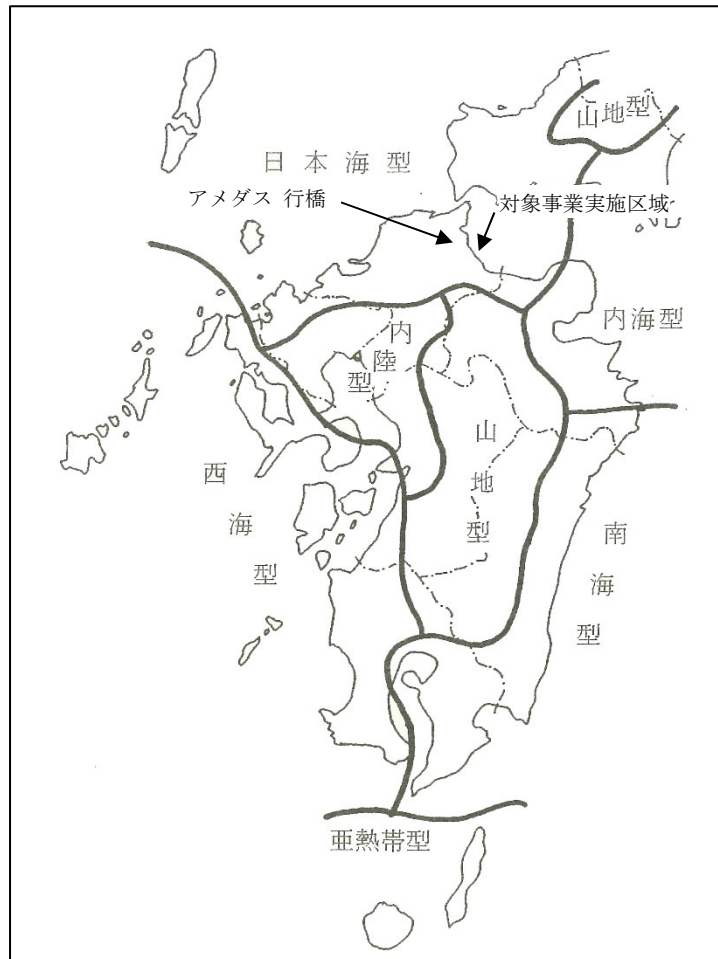 山地型
日本海型
アメダス 行橋
対象事業実施区域
内海型
内陸型
山地型
西海型
南海型
亜熱帯型